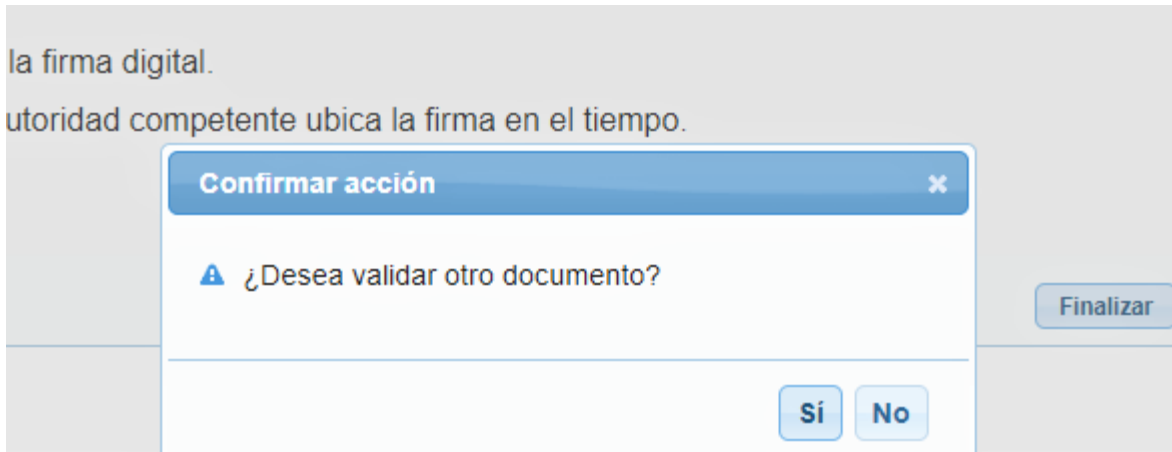 la firma digital.
utoridad competente ubica la firma en el tiempo.
Confirmar acción
¿Desea validar otro documento?
Finalizar
Sí No